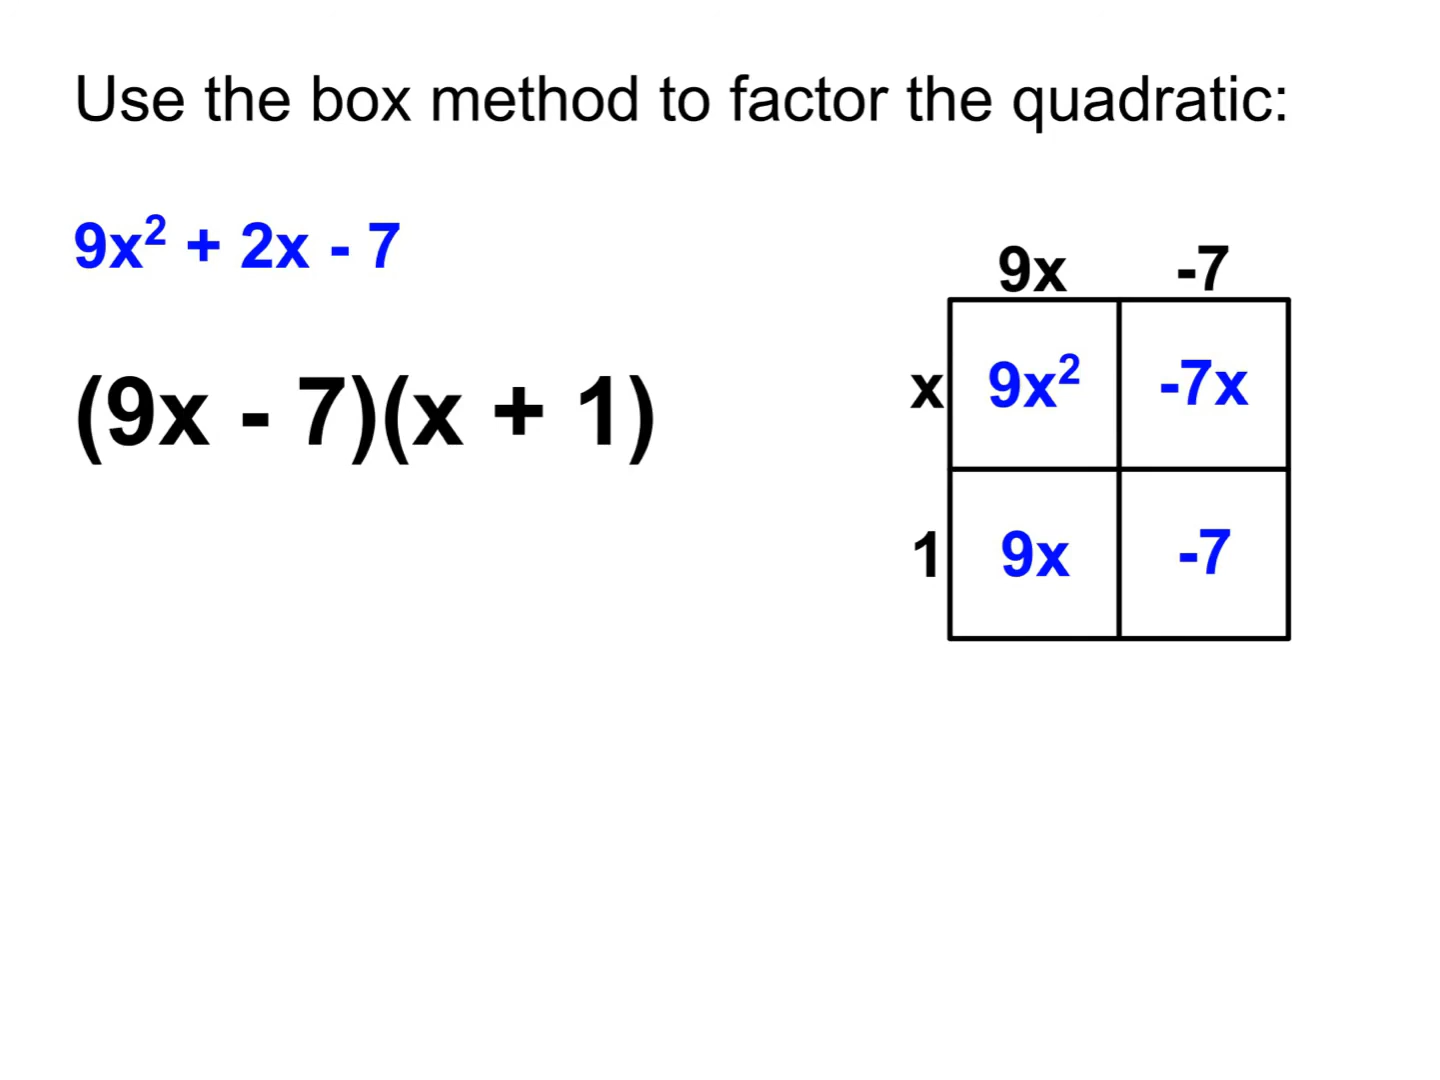 Use the box method to factor the quadratic:
9x² + 2x - 7
(9x - 7)(x + 1)
9x -7
x 9x² -7x
1 9x -7